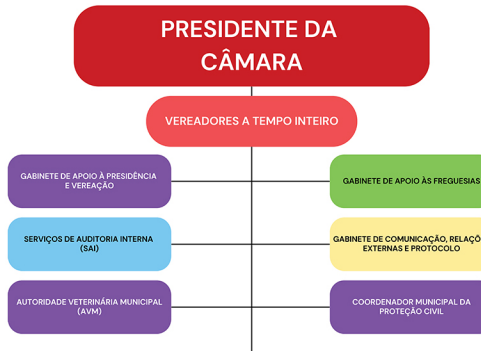 PRESIDENTE DA
CÂMARA
VEREADORES A TEMPO INTEIRO
GABINETE DE APOIO À PRESIDÊNCIA
E VEREAÇÃO
GABINETE DE APOIO ÀS FREGUESIAS
SERVIÇOS DE AUDITORIA INTERNA
(SAI)
GABINETE DE COMUNICAÇÃO, RELAÇÕ
EXTERNAS E PROTOCOLO
AUTORIDADE VETERINÁRIA MUNICIPAL
(AVM)
COORDENADOR MUNICIPAL DA
PROTEÇÃO CIVIL